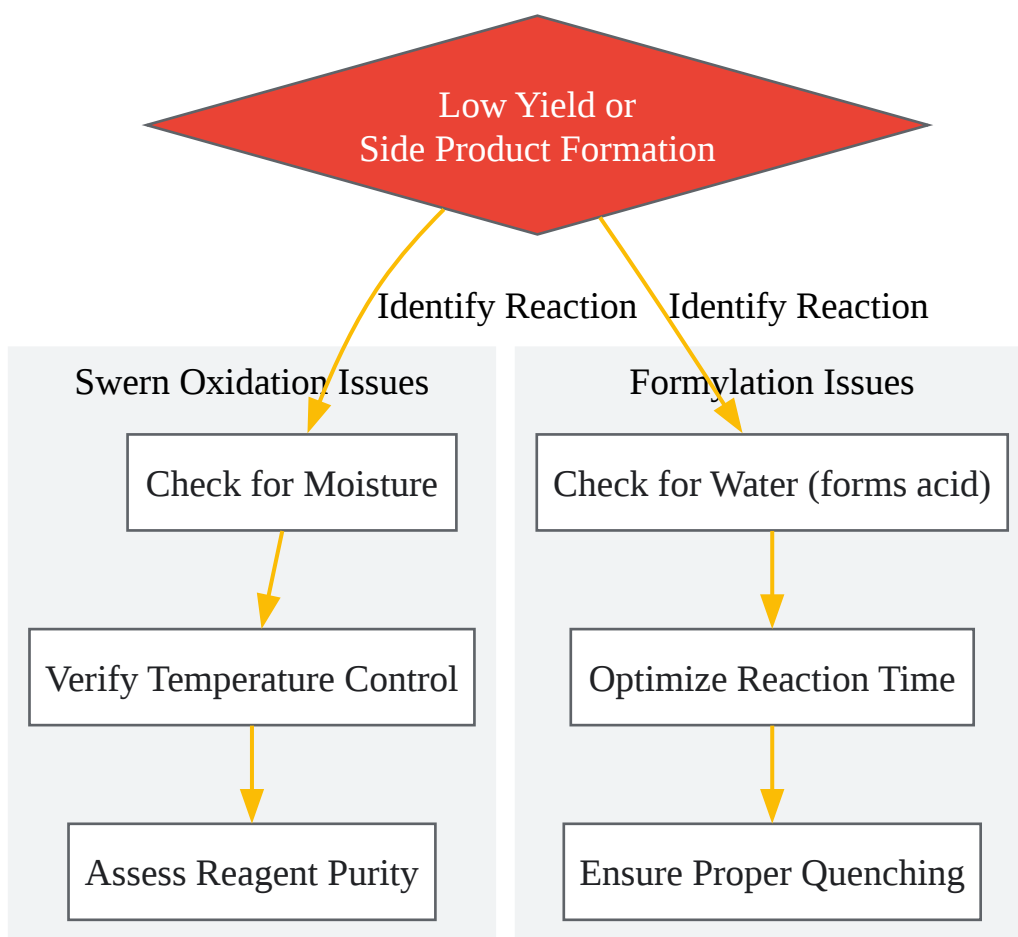 Low Yield or
Side Product Formation
Identify Reaction
Identify Reaction
Swern Oxidation Issues
Check for Moisture
Verify Temperature Control
Assess Reagent Purity
Formylation Issues
Check for Water (forms acid)
Optimize Reaction Time
Ensure Proper Quenching